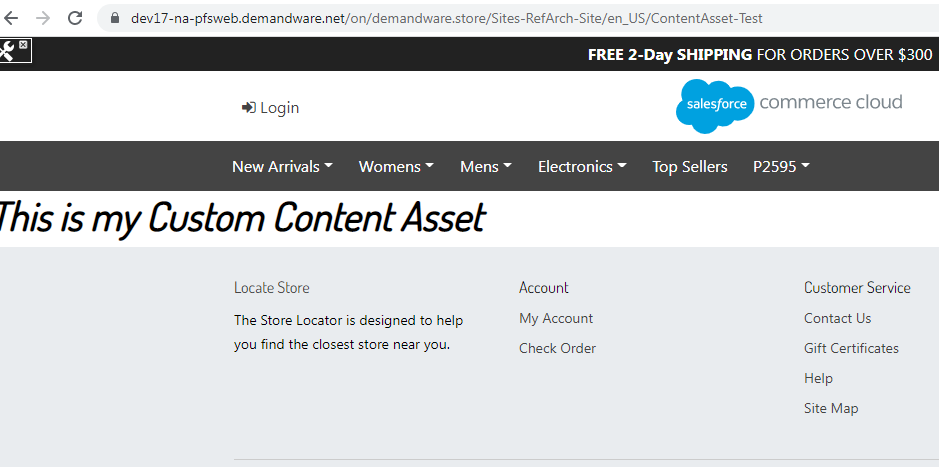 dev17-na-pfsweb.demandware.net/on/demandware.store/Sites-RefArch-Site/en_US/ContentAsset-Test
FREE 2-Day SHIPPING FOR ORDERS OVER $300
Login
salesforce commerce cloud
New Arrivals Womens Mens Electronics Top Sellers P2595
This is my Custom Content Asset
Locate Store
The Store Locator is designed to help
you find the closest store near you.
Account
My Account
Check Order
Customer Service
Contact Us
Gift Certificates
Help
Site Map